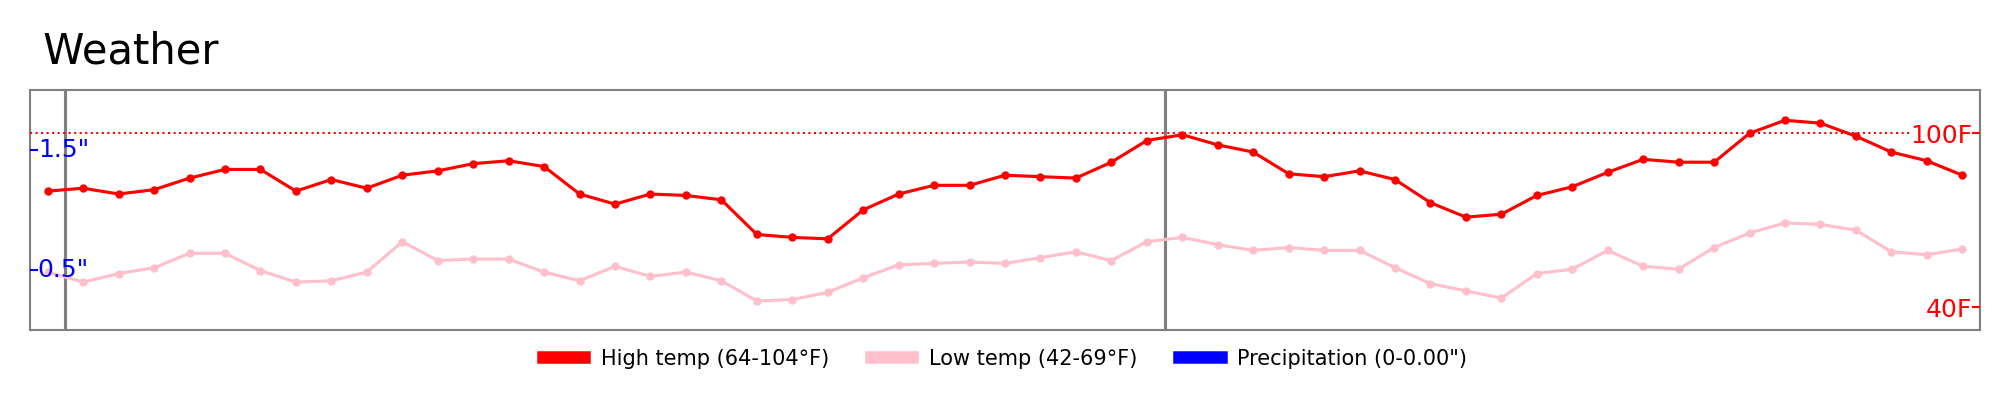 Weather
1.5"
0.5"
100F
40F
High temp (64-104°F)
Low temp (42-69°F)
Precipitation (0-0.00")